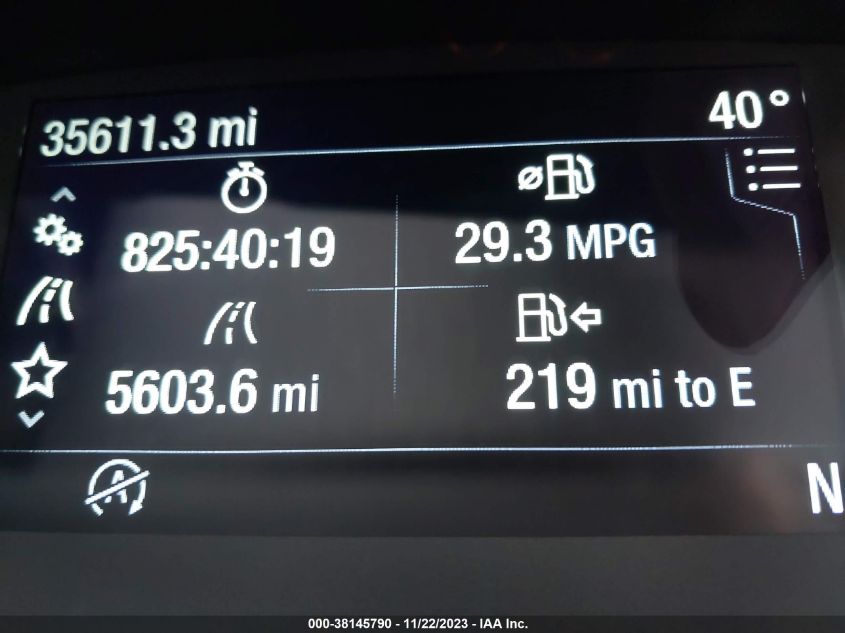 35611.3 mi
40°
825:40:19
29.3 MPG
5603.6 mi
219 mi to E
A
N
000-38145790 - 11/22/2023 - IAA Inc.